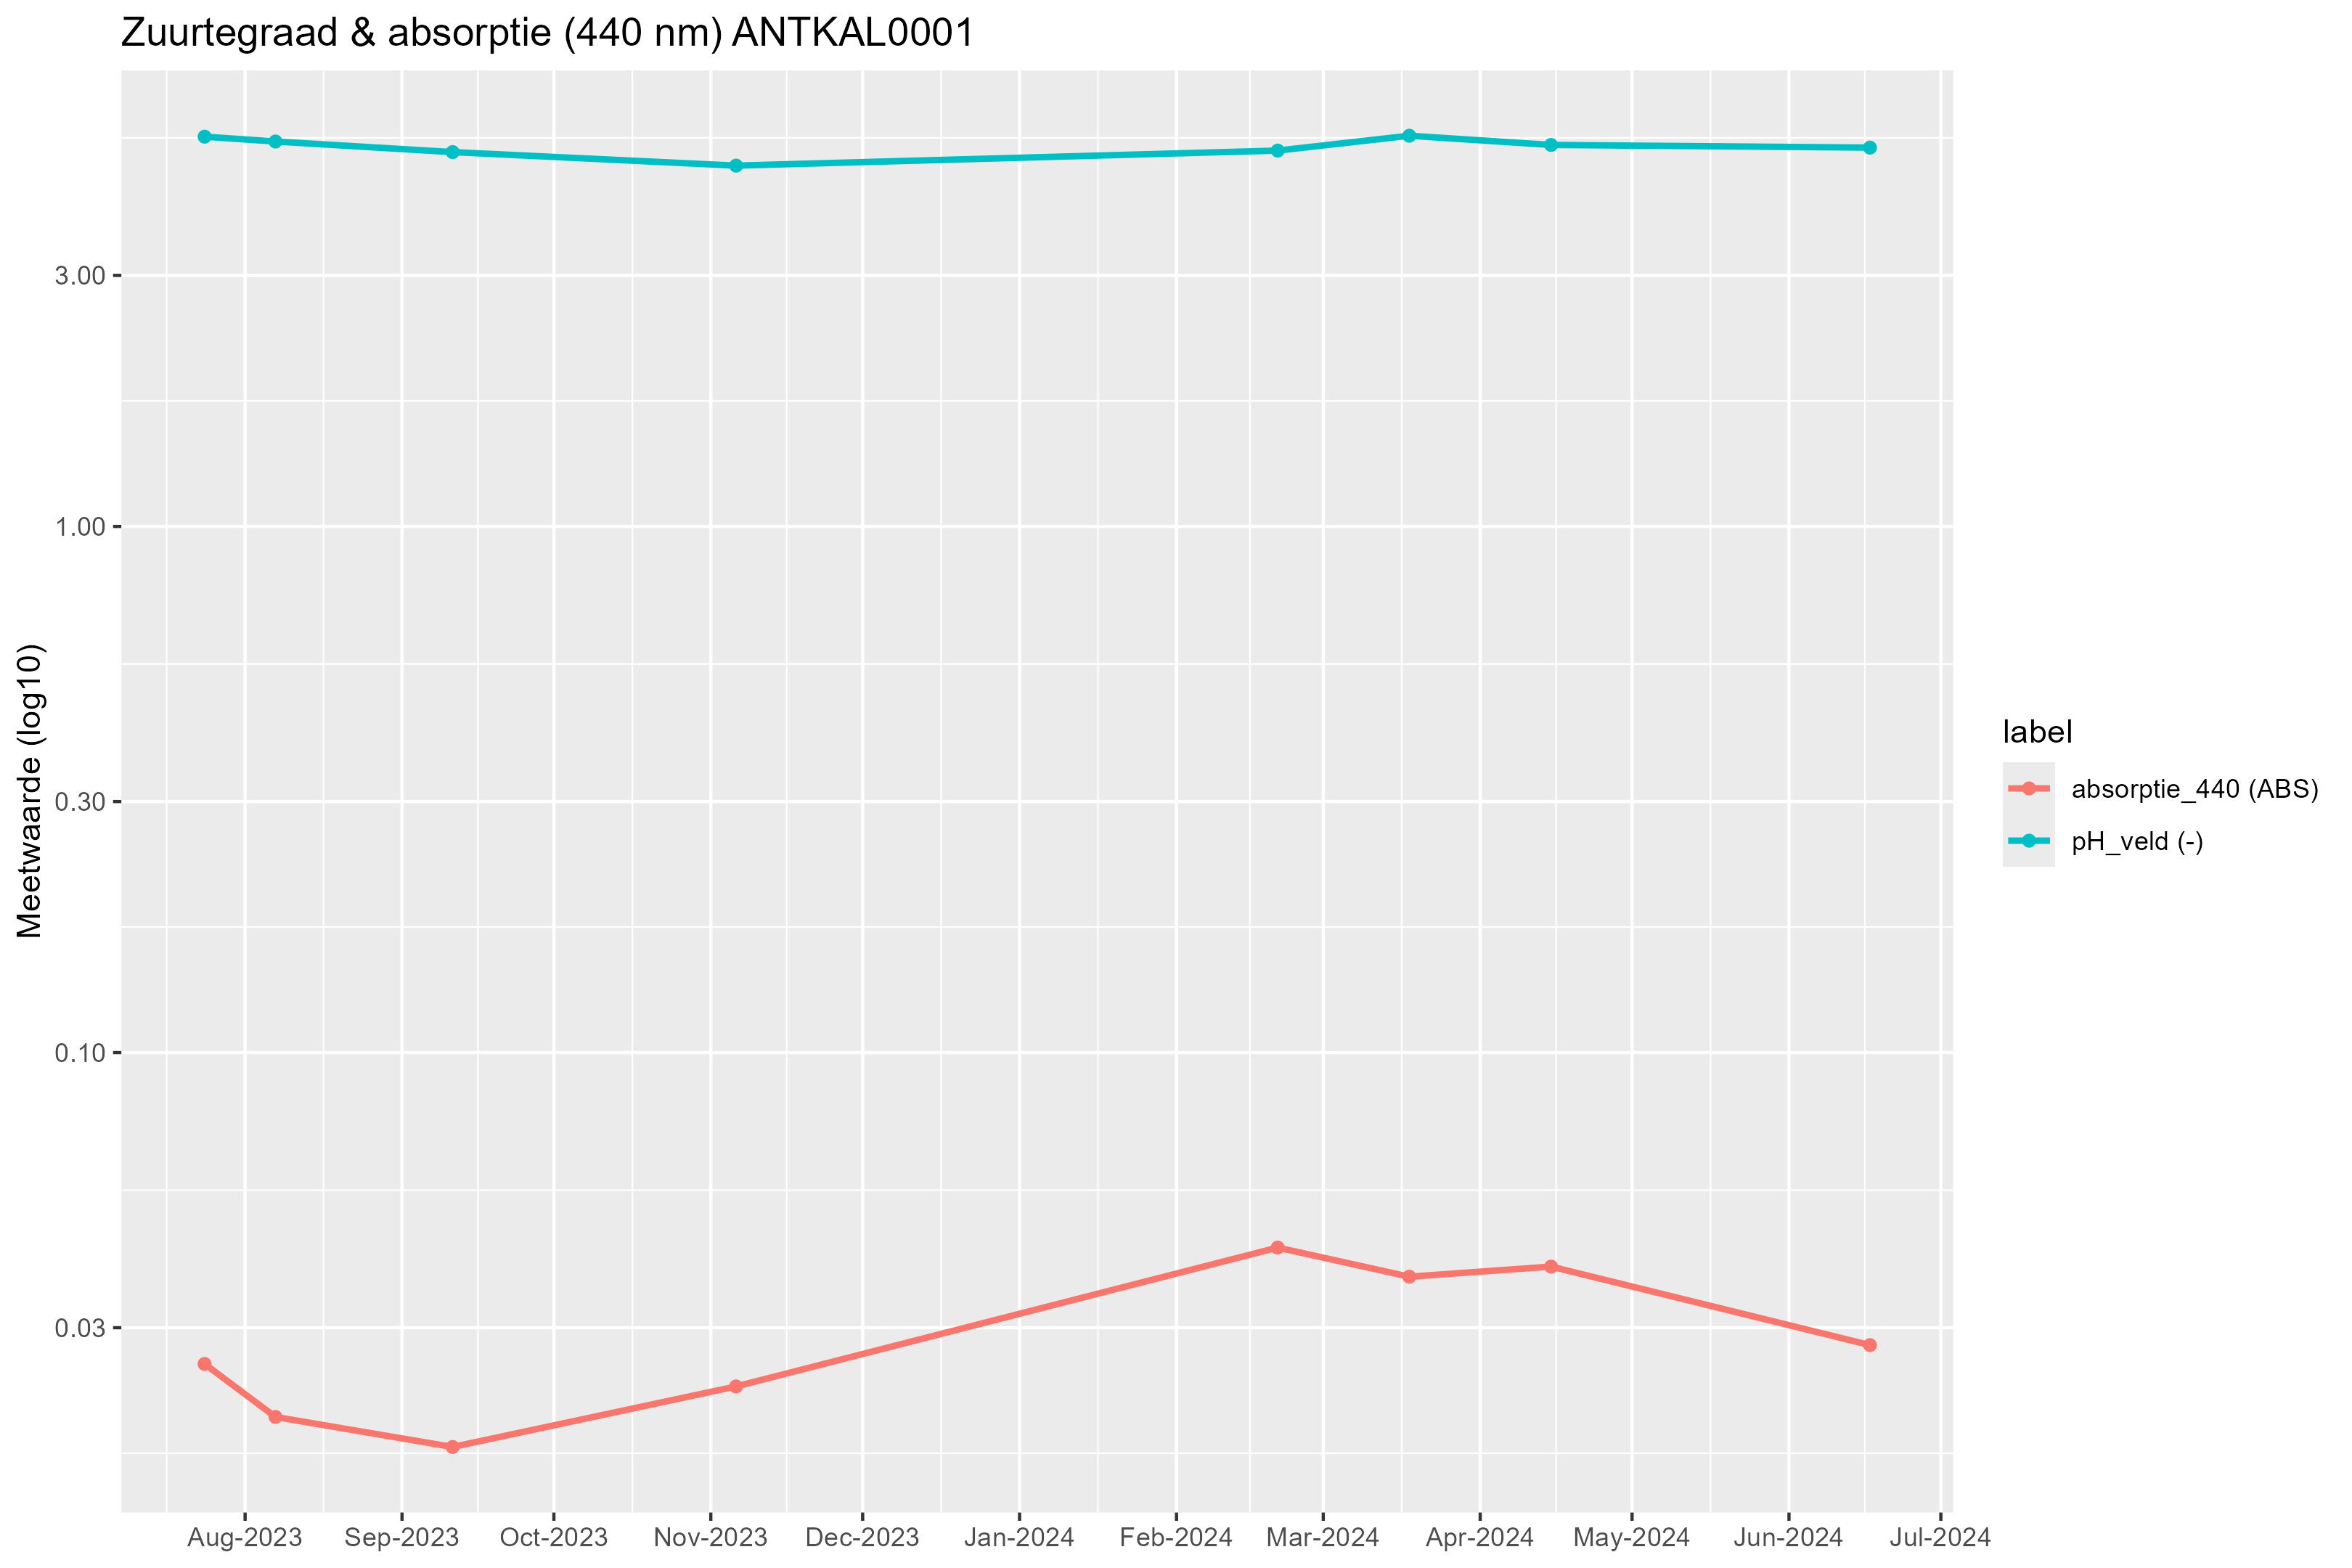 Zuurtegraad & absorptie (440 nm) ANTKAL0001
Meetwaarde (log10)
3.00
1.00
0.30
0.10
0.03
Aug-2023
Sep-2023
Oct-2023
Nov-2023
Dec-2023
Jan-2024
Feb-2024
Mar-2024
Apr-2024
May-2024
Jun-2024
Jul-2024
label
absorptie_440 (ABS)
pH_veld (-)